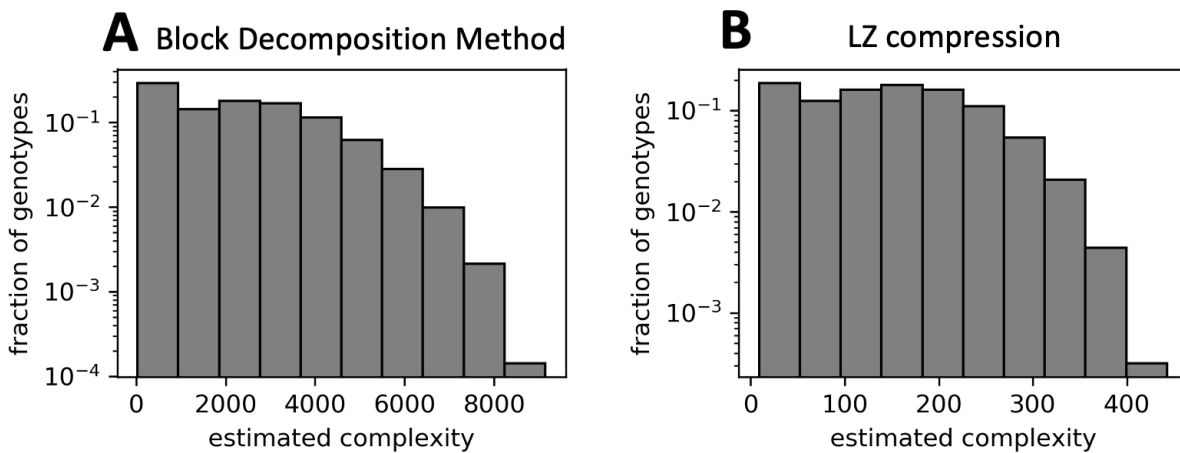 A Block Decomposition Method
fraction of genotypes
10⁻¹
10⁻²
10⁻³
10⁻⁴
0 2000 4000 6000 8000
estimated complexity
B LZ compression
fraction of genotypes
10⁻¹
10⁻²
10⁻³
0 100 200 300 400
estimated complexity